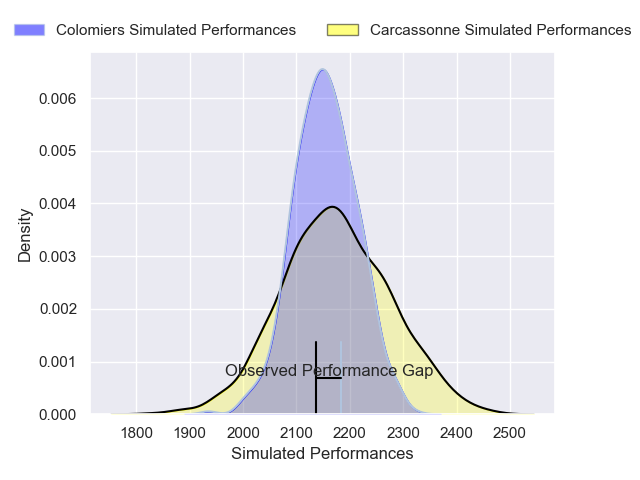 Colomiers Simulated Performances
Carcassonne Simulated Performances
Density
0.006
0.005
0.004
0.003
0.002
0.001
0.000
Observed Performance Gap
1800 1900 2000 2100 2200 2300 2400 2500
Simulated Performances